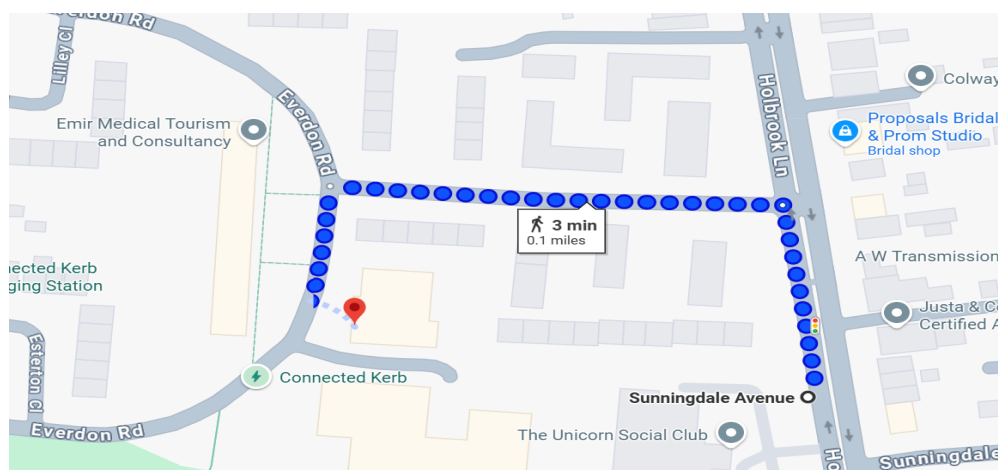 Everdon Rd
Lilley Cl
Everdon Rd
Emir Medical Tourism
and Consultancy
Holbrook Ln
Colway
Proposals Bridal
& Prom Studio
Bridal shop
3 min
0.1 miles
A W Transmission
nected Kerb
ging Station
Justa & Co
Certified A
Esterton Cl
Connected Kerb
Sunningdale Avenue
Everdon Rd
The Unicorn Social Club
Ho
Sunningdale